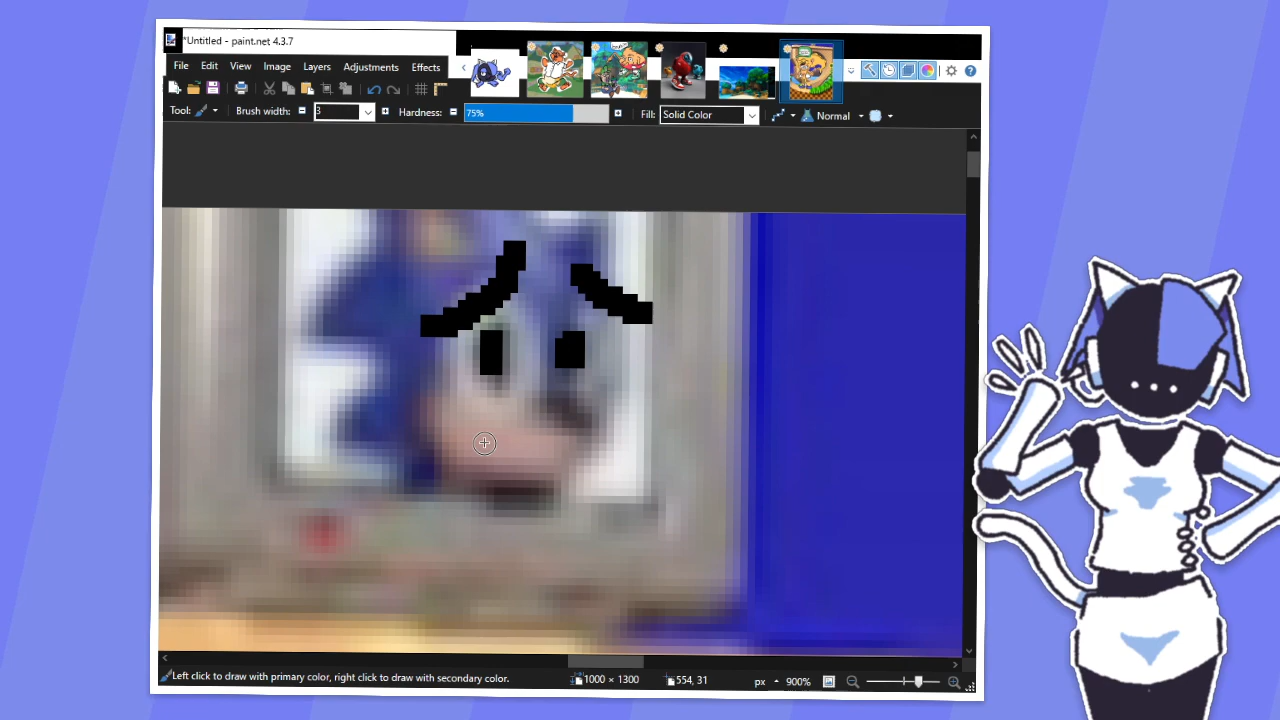 *Untitled - paint.net 4.3.7
File Edit View Image Layers Adjustments Effects
Tool: Brush width: 3 Hardness: 75% Fill: Solid Color Normal
Left click to draw with primary color, right click to draw with secondary color. 1000 × 1300 554, 31 px 900%